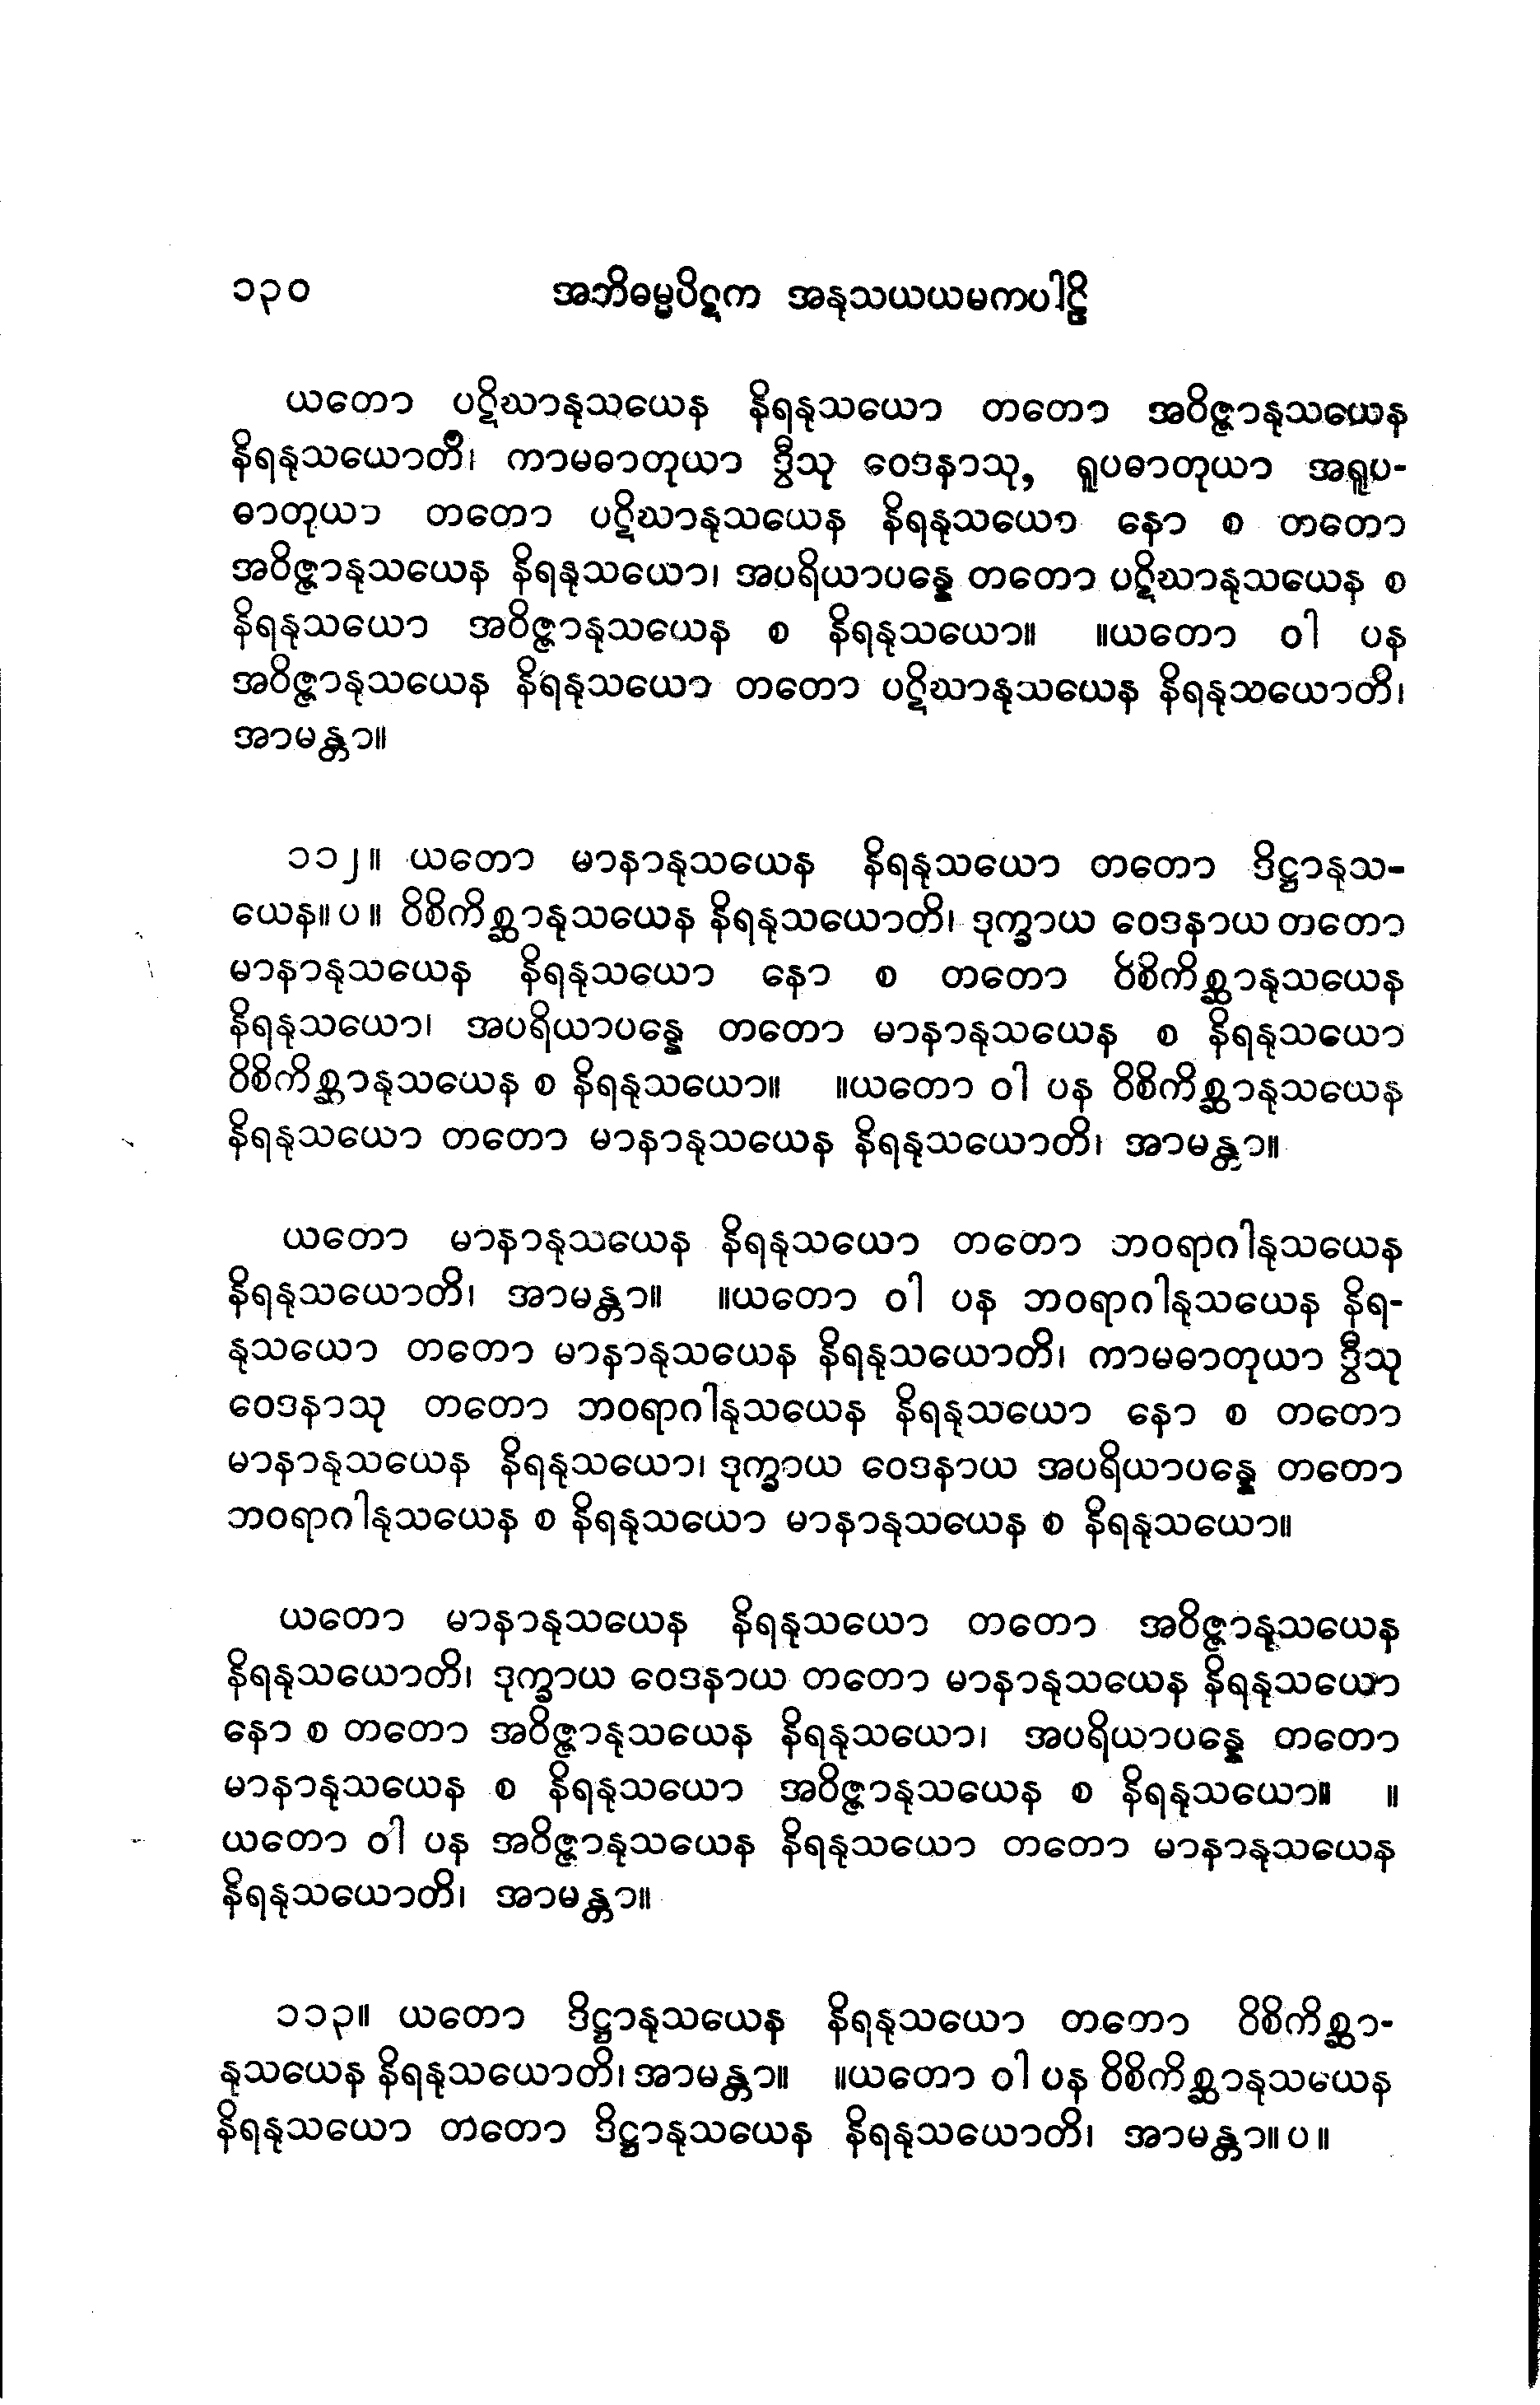 ၁၃၀ အဘိဓမ္မပိဋက အနုသယယမကပါဠိ
ယတော ပဋိဃာနုသယေန နိရနုသယော တတော အဝိဇ္ဇာနုသယေန
နိရနုသယောတိ၊ ကာမဓာတုယာ ဒွီသု ဝေဒနာသု, ရူပဓာတုယာ အရူပ-
ဓာတုယာ တတော ပဋိဃာနုသယေန နိရနုသယော နော စ တတော
အဝိဇ္ဇာနုသယေန နိရနုသယော၊ အပရိယာပန္နေ တတော ပဋိဃာနုသယေန စ
နိရနုသယော အဝိဇ္ဇာနုသယေန စ နိရနုသယော။ ။ယတော ဝါ ပန
အဝိဇ္ဇာနုသယေန နိရနုသယော တတော ပဋိဃာနုသယေန နိရနုသယောတိ၊
အာမန္တာ။
၁၁၂။ ယတော မာနာနုသယေန နိရနုသယော တတော ဒိဋ္ဌာနုသ-
ယေန။ပ။ ဝိစိကိစ္ဆာနုသယေန နိရနုသယောတိ၊ ဒုက္ခာယ ဝေဒနာယ တတော
မာနာနုသယေန နိရနုသယော နော စ တတော ဝိစိကိစ္ဆာနုသယေန
နိရနုသယော၊ အပရိယာပန္နေ တတော မာနာနုသယေန စ နိရနုသယော
ဝိစိကိစ္ဆာနုသယေန စ နိရနုသယော။ ။ယတော ဝါ ပန ဝိစိကိစ္ဆာနုသယေန
နိရနုသယော တတော မာနာနုသယေန နိရနုသယောတိ၊ အာမန္တာ။
ယတော မာနာနုသယေန နိရနုသယော တတော ဘဝရာဂါနုသယေန
နိရနုသယောတိ၊ အာမန္တာ။ ။ယတော ဝါ ပန ဘဝရာဂါနုသယေန နိရ-
နုသယော တတော မာနာနုသယေန နိရနုသယောတိ၊ ကာမဓာတုယာ ဒွီသု
ဝေဒနာသု တတော ဘဝရာဂါနုသယေန နိရနုသယော နော စ တတော
မာနာနုသယေန နိရနုသယော၊ ဒုက္ခာယ ဝေဒနာယ အပရိယာပန္နေ တတော
ဘဝရာဂါနုသယေန စ နိရနုသယော မာနာနုသယေန စ နိရနုသယော။
ယတော မာနာနုသယေန နိရနုသယော တတော အဝိဇ္ဇာနုသယေန
နိရနုသယောတိ၊ ဒုက္ခာယ ဝေဒနာယ တတော မာနာနုသယေန နိရနုသယော
နော စ တတော အဝိဇ္ဇာနုသယေန နိရနုသယော၊ အပရိယာပန္နေ တတော
မာနာနုသယေန စ နိရနုသယော အဝိဇ္ဇာနုသယေန စ နိရနုသယော။ ။
ယတော ဝါ ပန အဝိဇ္ဇာနုသယေန နိရနုသယော တတော မာနာနုသယေန
နိရနုသယောတိ၊ အာမန္တာ။
၁၁၃။ ယတော ဒိဋ္ဌာနုသယေန နိရနုသယော တတော ဝိစိကိစ္ဆာ-
နုသယေန နိရနုသယောတိ၊ အာမန္တာ။ ။ယတော ဝါ ပန ဝိစိကိစ္ဆာနုသယေန
နိရနုသယော တတော ဒိဋ္ဌာနုသယေန နိရနုသယောတိ၊ အာမန္တာ။ပ။